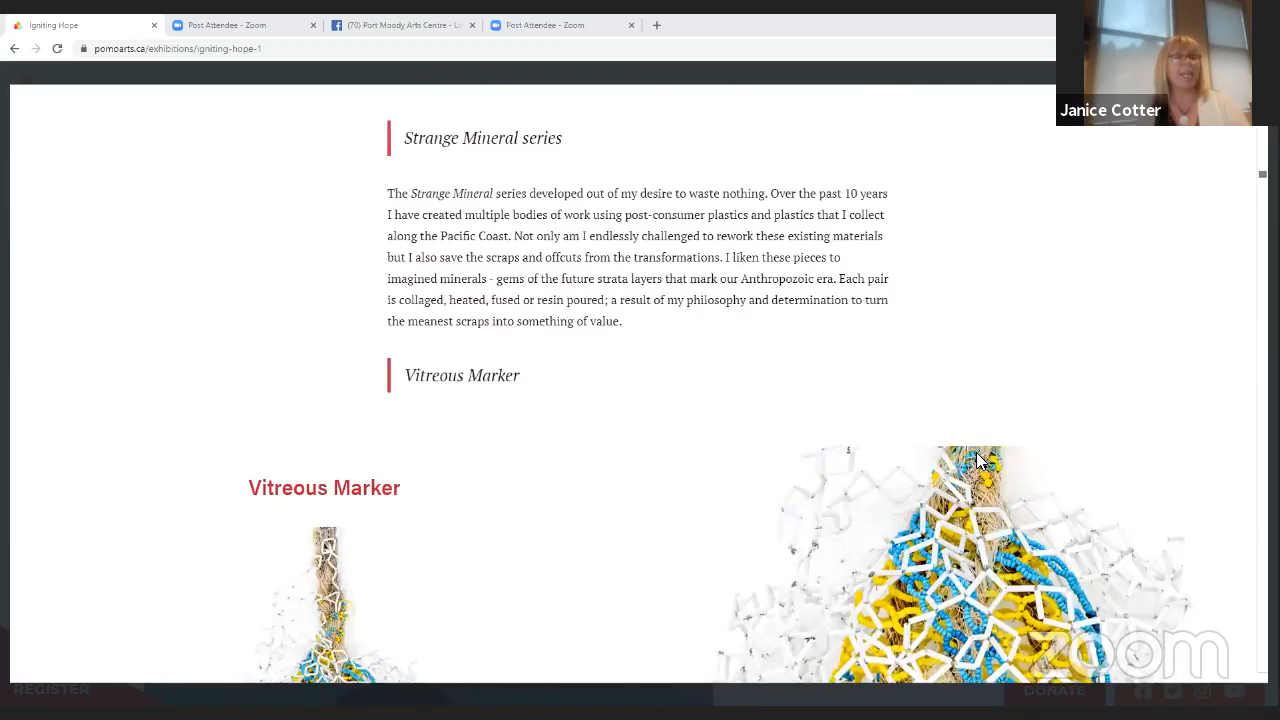 Igniting Hope
Post Attendee - Zoom
(70) Port Moody Arts Centre - Li
Post Attendee - Zoom
pomoarts.ca/exhibitions/igniting-hope-1
Janice Cotter
Strange Mineral series
The Strange Mineral series developed out of my desire to waste nothing. Over the past 10 years
I have created multiple bodies of work using post-consumer plastics and plastics that I collect
along the Pacific Coast. Not only am I endlessly challenged to rework these existing materials
but I also save the scraps and offcuts from the transformations. I liken these pieces to
imagined minerals - gems of the future strata layers that mark our Anthropozoic era. Each pair
is collaged, heated, fused or resin poured; a result of my philosophy and determination to turn
the meanest scraps into something of value.
Vitreous Marker
Vitreous Marker
zoom
REGISTER
DONATE